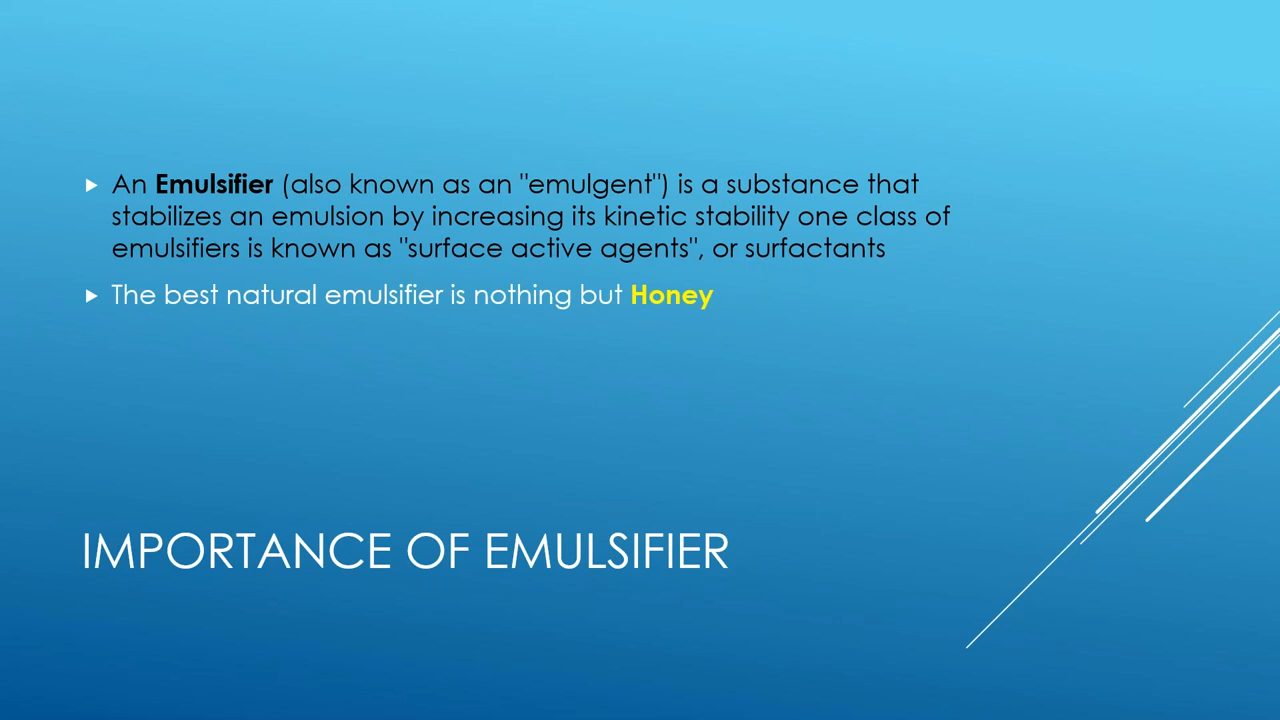 An Emulsifier (also known as an "emulgent") is a substance that
stabilizes an emulsion by increasing its kinetic stability one class of
emulsifiers is known as "surface active agents", or surfactants
The best natural emulsifier is nothing but Honey
IMPORTANCE OF EMULSIFIER